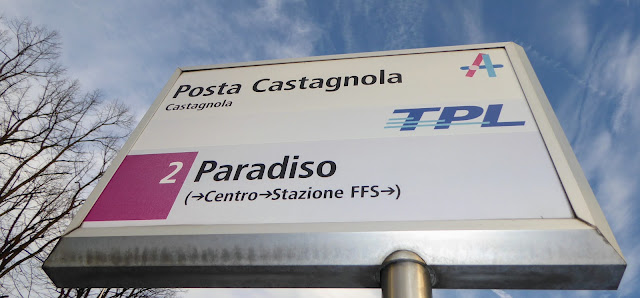 Posta Castagnola
Castagnola
TPL
2 Paradiso
(→Centro→Stazione FFS→)